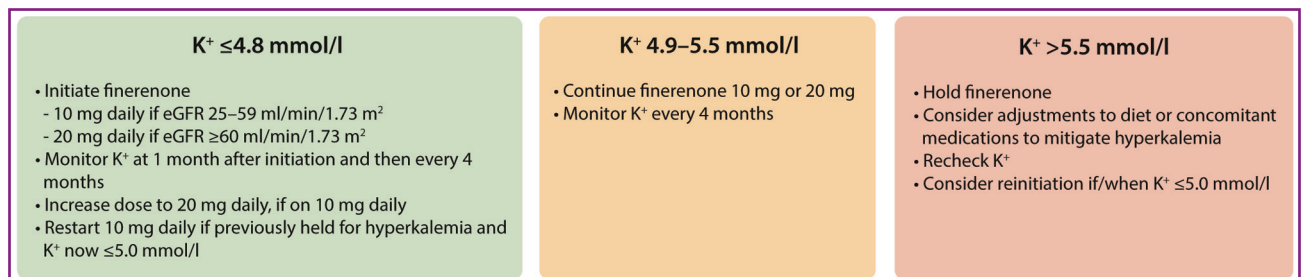 K⁺ ≤4.8 mmol/l
• Initiate finerenone
- 10 mg daily if eGFR 25–59 ml/min/1.73 m²
- 20 mg daily if eGFR ≥60 ml/min/1.73 m²
• Monitor K⁺ at 1 month after initiation and then every 4
months
• Increase dose to 20 mg daily, if on 10 mg daily
• Restart 10 mg daily if previously held for hyperkalemia and
K⁺ now ≤5.0 mmol/l
K⁺ 4.9–5.5 mmol/l
• Continue finerenone 10 mg or 20 mg
• Monitor K⁺ every 4 months
K⁺ >5.5 mmol/l
• Hold finerenone
• Consider adjustments to diet or concomitant
medications to mitigate hyperkalemia
• Recheck K⁺
• Consider reinitiation if/when K⁺ ≤5.0 mmol/l